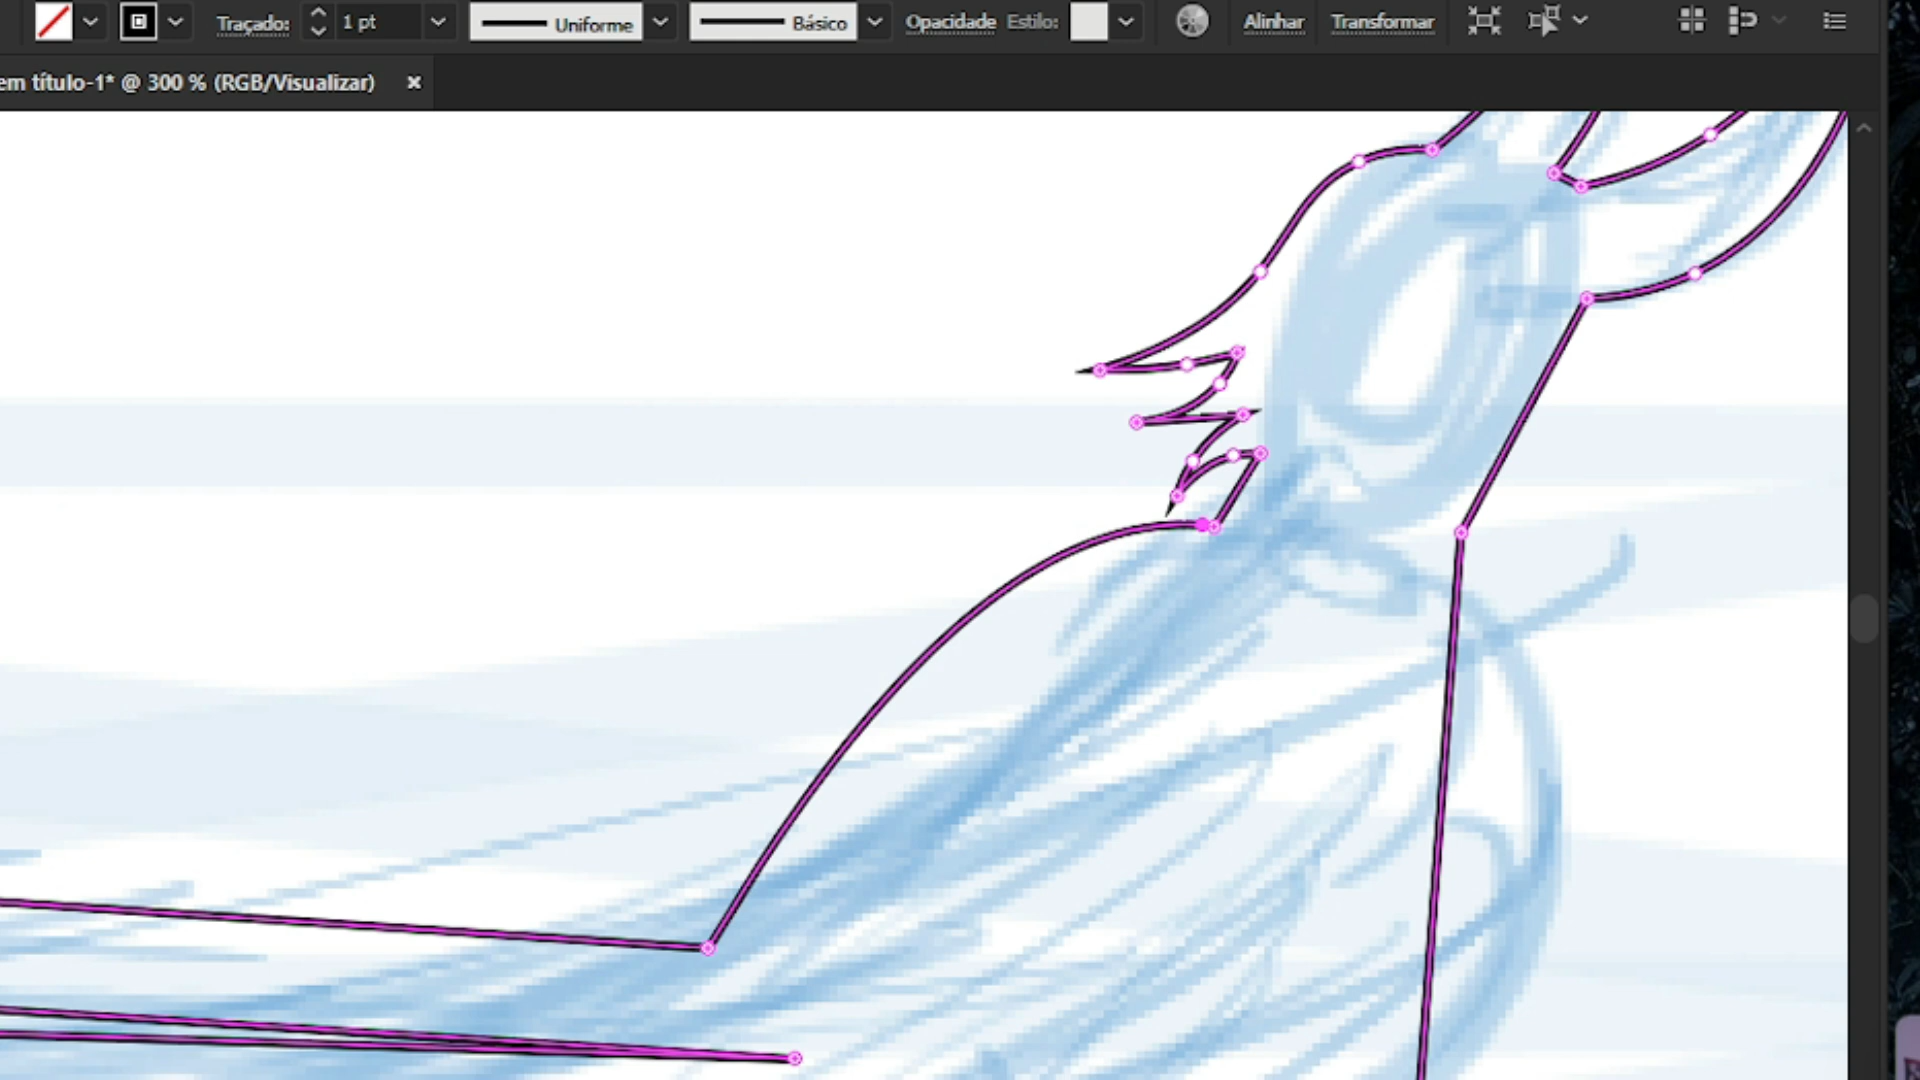 Traçado: 1 pt Uniforme Básico Opacidade Estilo: Alinhar Transformar
em título-1* @ 300 % (RGB/Visualizar) ×